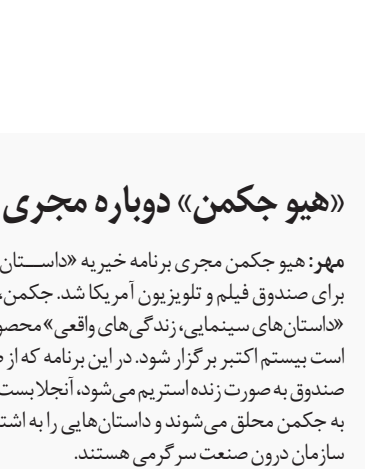 «هیو جکمن» دوباره مجری
مهر: هیو جکمن مجری برنامه خیریه «داستان
برای صندوق فیلم و تلویزیون آمریکا شد. جکمن،
«داستان‌های سینمایی، زندگی‌های واقعی» محصو
است بیستم اکتبر برگزار شود. در این برنامه که از
صندوق به صورت زنده استریم می‌شود، آنجلا بست
به جکمن محلق می‌شوند و داستان‌هایی را به اشت
سازمان درون صنعت سرگرمی هستند.